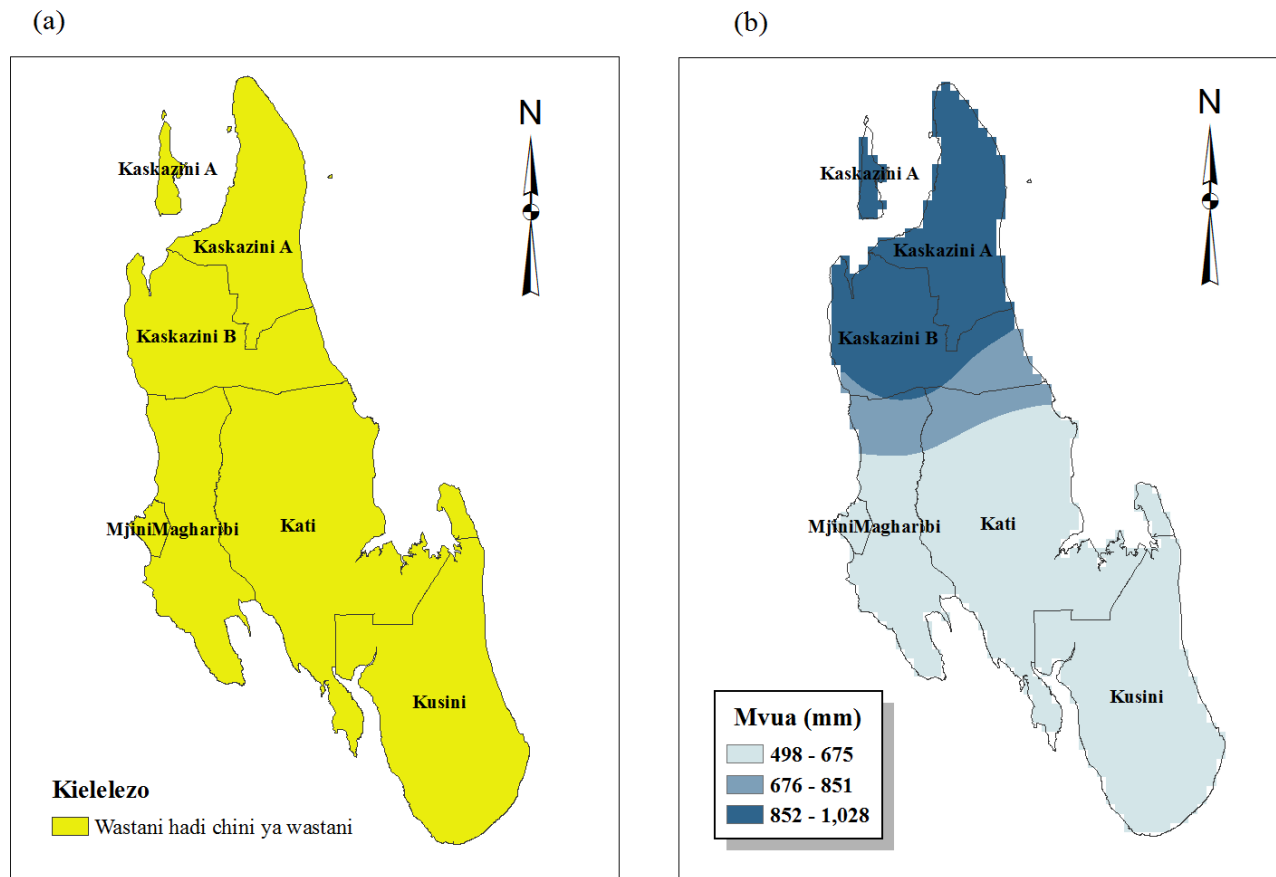 (a)
N
Kaskazini A
Kaskazini A
Kaskazini B
MjiniMagharibi
Kati
Kusini
Kielelezo
Wastani hadi chini ya wastani
(b)
N
Kaskazini A
Kaskazini A
Kaskazini B
MjiniMagharibi
Kati
Kusini
Mvua (mm)
498 - 675
676 - 851
852 - 1,028